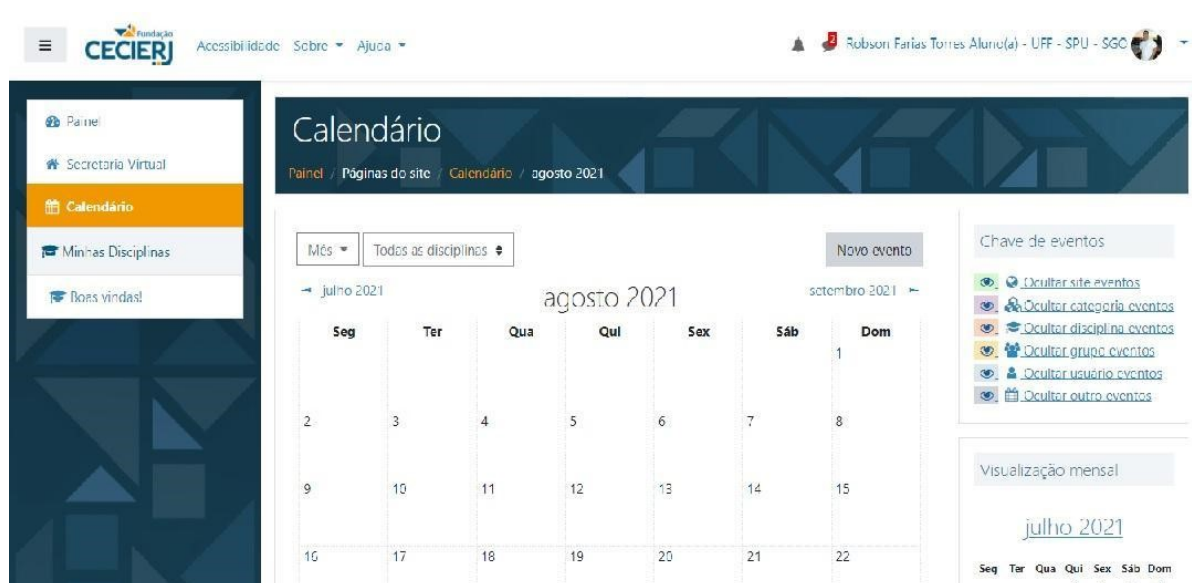 Fundação
CECIERJ
Acessibilidade Sobre Ajuda
2
Robson Farias Torres Aluno(a) - UFF - SPU - SGC
Painel
Secretaria Virtual
Calendário
Minhas Disciplinas
Boas vindas!
Calendário
Painel / Páginas do site / Calendário / agosto 2021
Mês Todas as disciplinas Novo evento
julho 2021 agosto 2021 setembro 2021
Seg Ter Qua Qui Sex Sáb Dom
1
2 3 4 5 6 7 8
9 10 11 12 13 14 15
16 17 18 19 20 21 22
Chave de eventos
Ocultar site eventos
Ocultar categoria eventos
Ocultar disciplina eventos
Ocultar grupo eventos
Ocultar usuário eventos
Ocultar outro eventos
Visualização mensal
julho 2021
Seg Ter Qua Qui Sex Sáb Dom